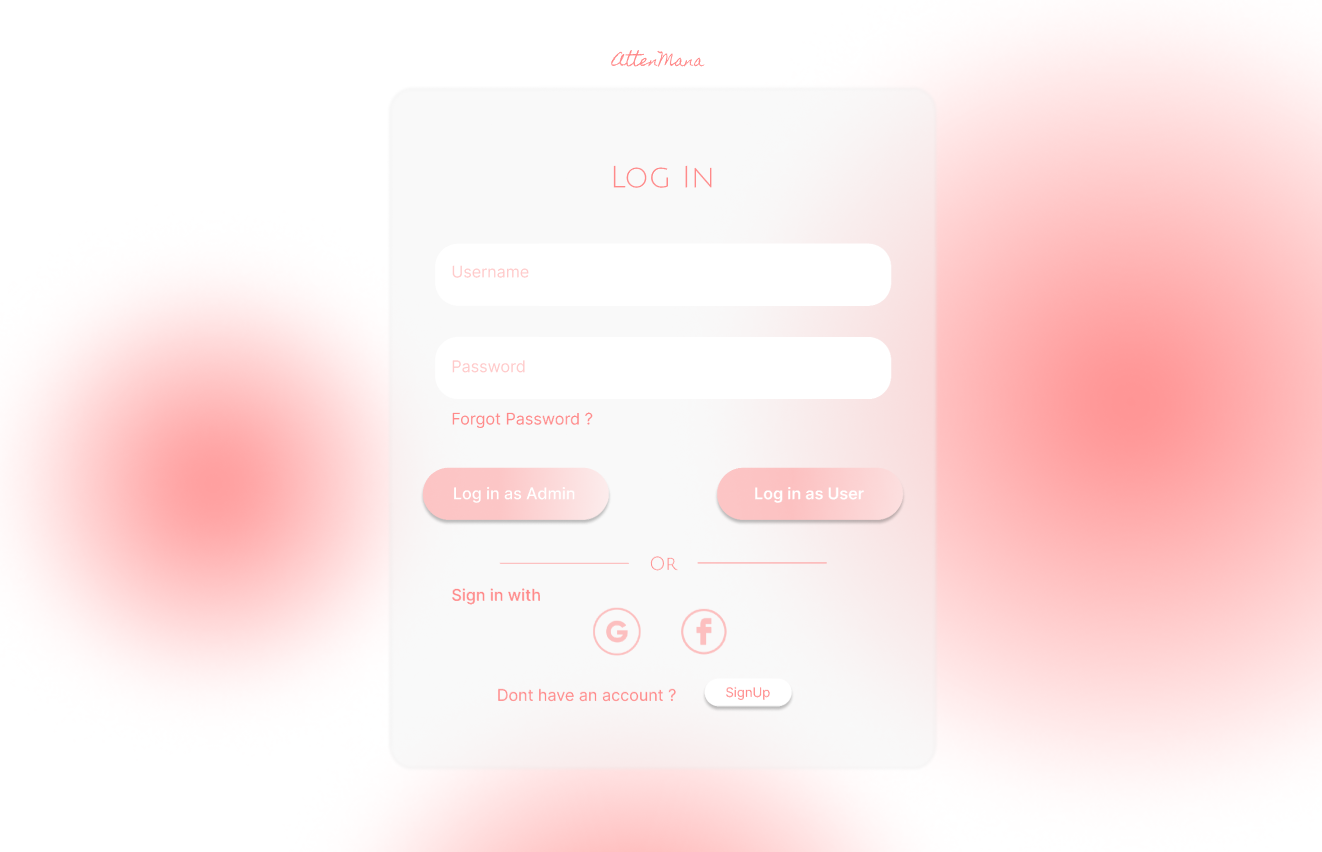 AttenMana
Log In
Username
Password
Forgot Password ?
Log in as Admin
Log in as User
OR
Sign in with
G
f
Dont have an account ?
SignUp